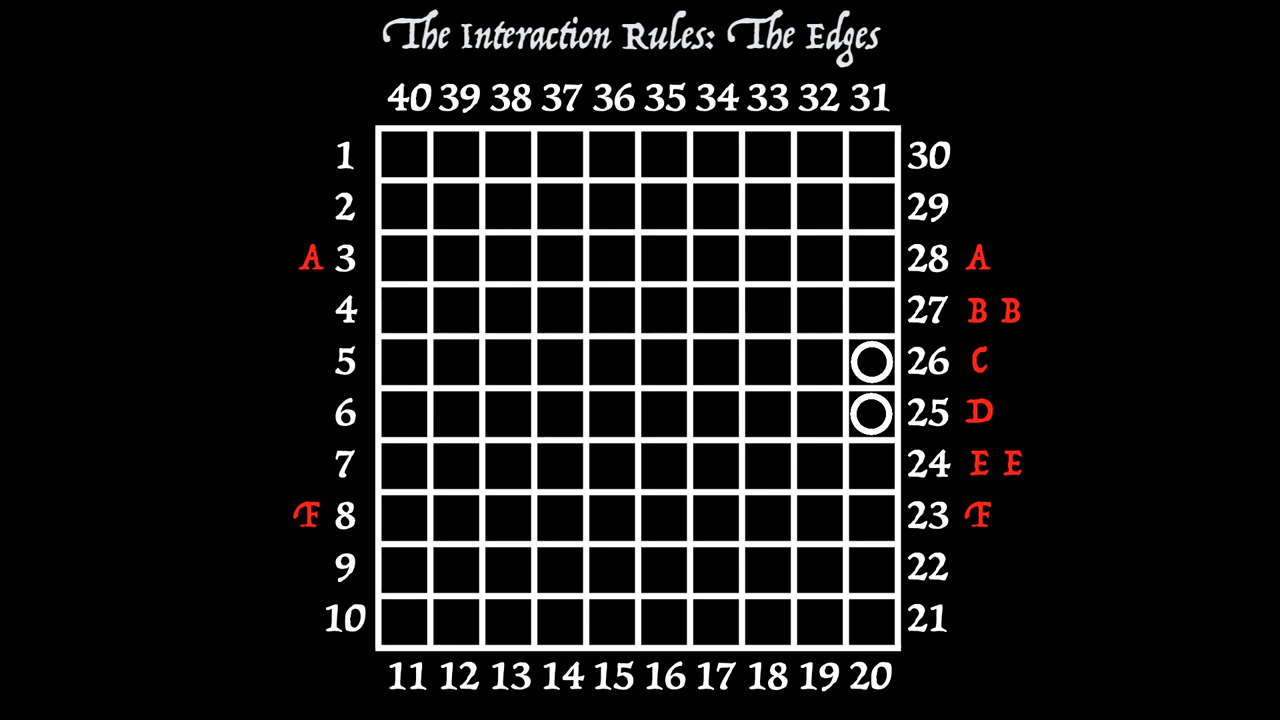 The Interaction Rules: The Edges
40 39 38 37 36 35 34 33 32 31
1 30
2 29
A 3 28 A
4 27 B B
5 26 C
6 25 D
7 24 E E
F 8 23 F
9 22
10 21
11 12 13 14 15 16 17 18 19 20